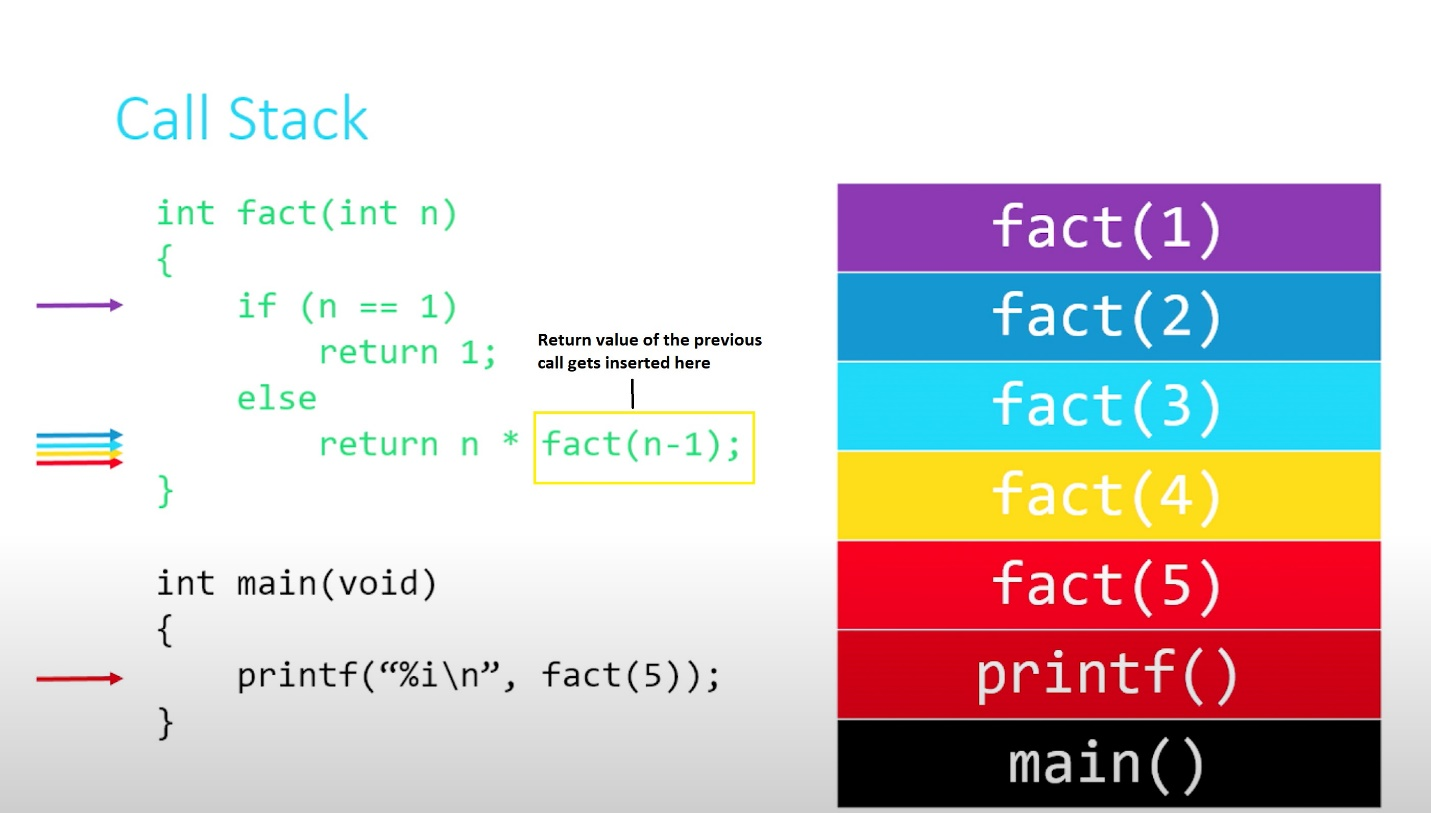 Call Stack
int fact(int n)
{
if (n == 1)
return 1;
else
return n * fact(n-1);
}
Return value of the previous
call gets inserted here
int main(void)
{
printf(“%i\n”, fact(5));
}
fact(1)
fact(2)
fact(3)
fact(4)
fact(5)
printf()
main()